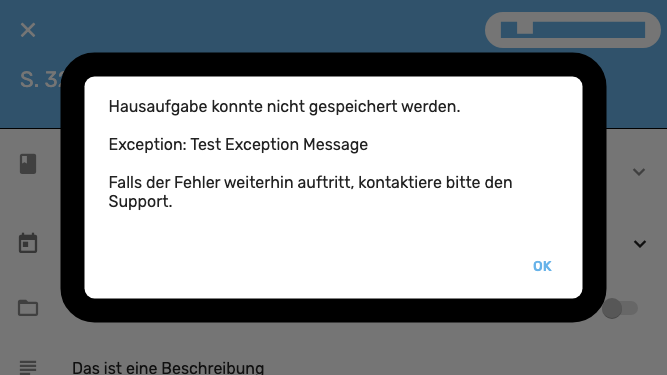 S. 32
Hausaufgabe konnte nicht gespeichert werden.
Exception: Test Exception Message
Falls der Fehler weiterhin auftritt, kontaktiere bitte den
Support.
OK
Das ist eine Beschreibung